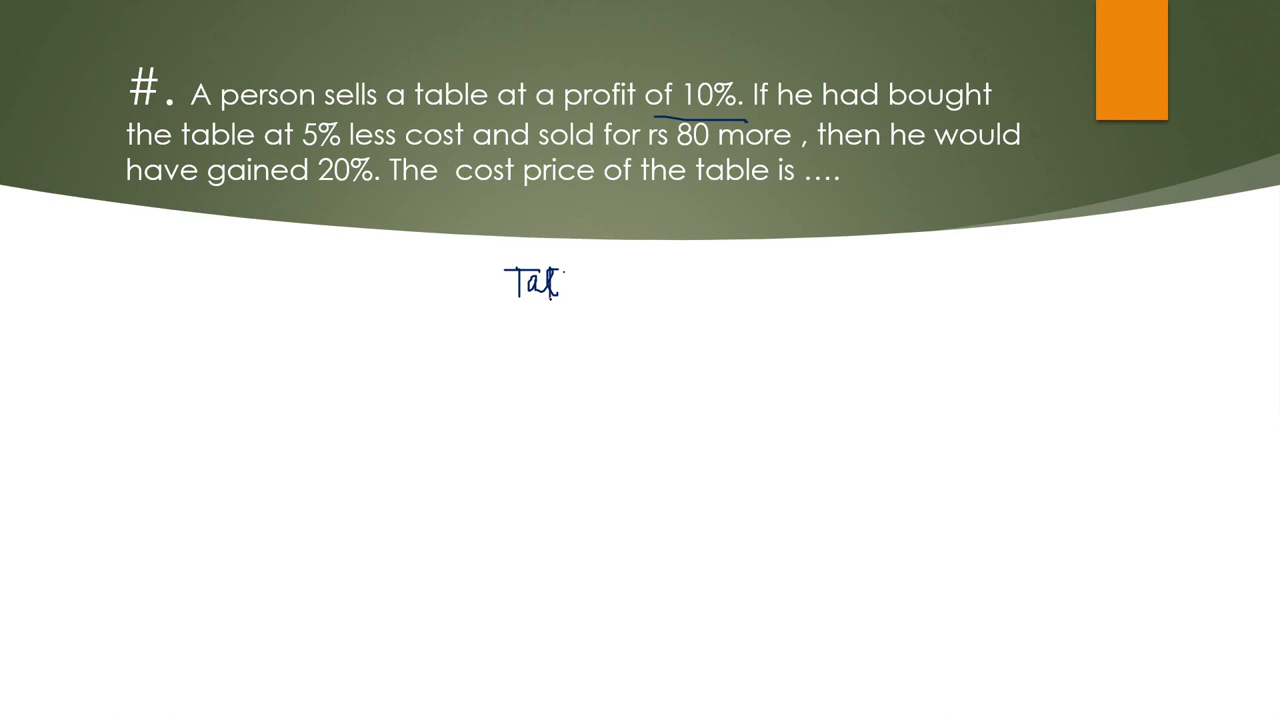 #. A person sells a table at a profit of 10%. If he had bought
the table at 5% less cost and sold for rs 80 more , then he would
have gained 20%. The cost price of the table is ....